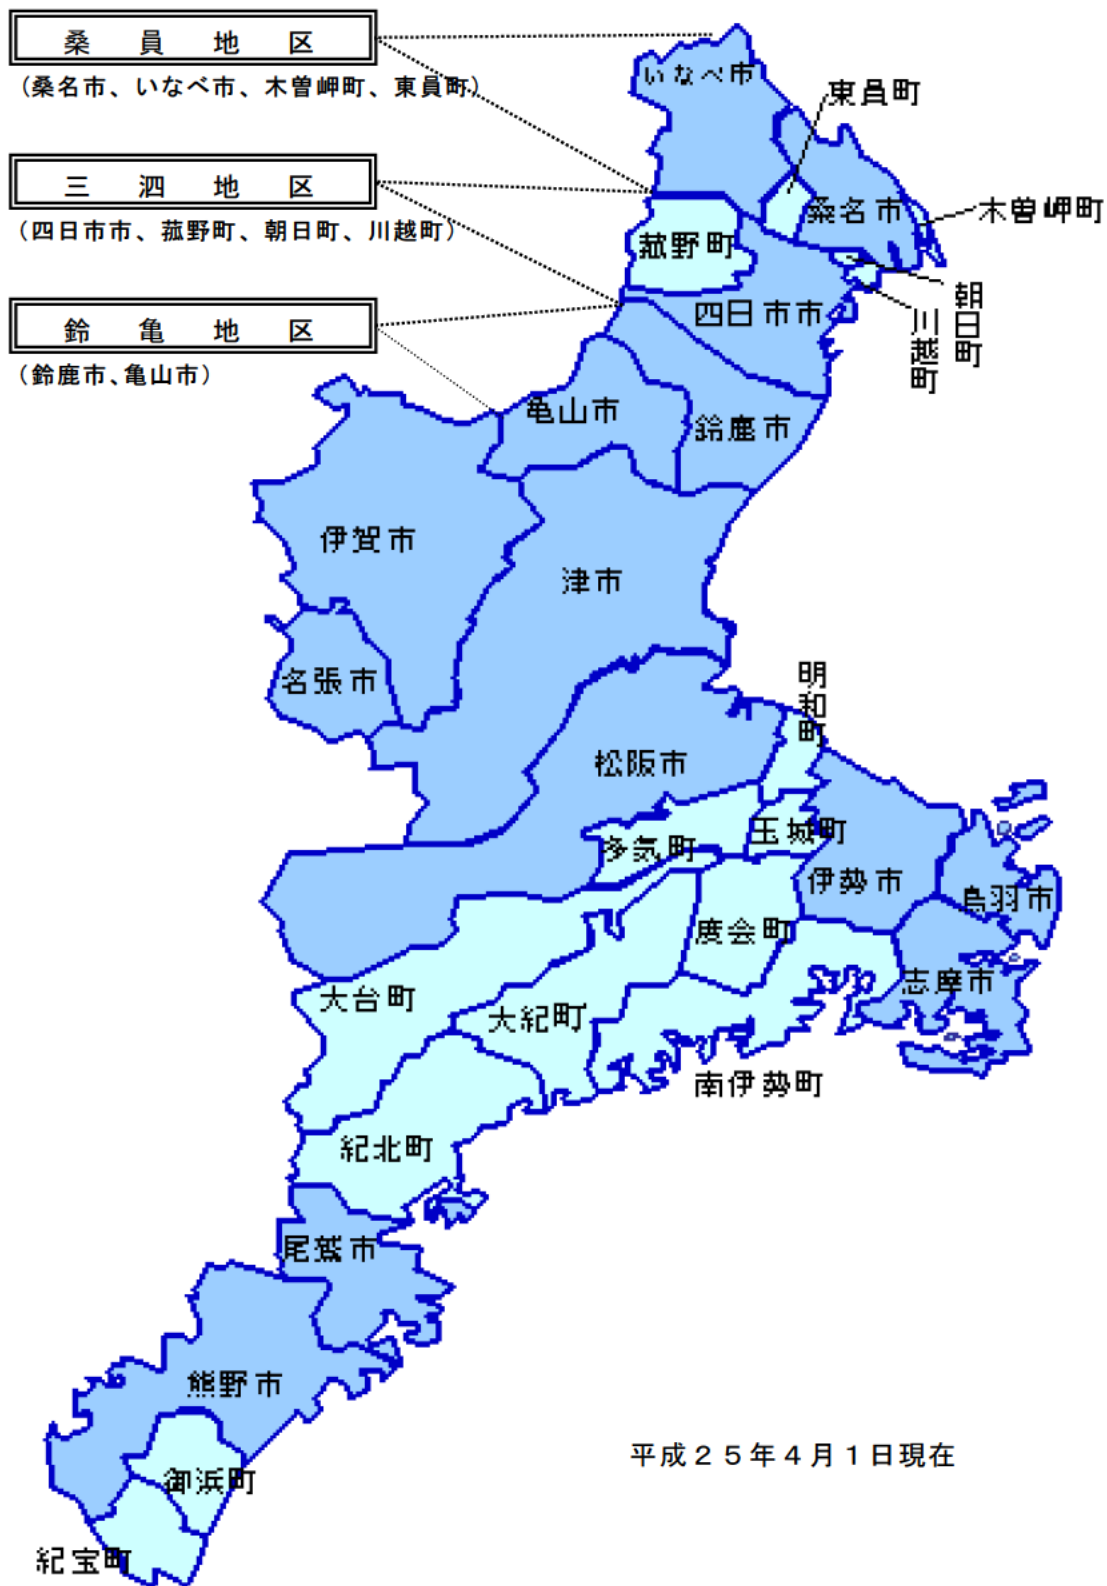 桑員地区
（桑名市、いなべ市、木曽岬町、東員町）
三泗地区
（四日市市、菰野町、朝日町、川越町）
鈴亀地区
（鈴鹿市、亀山市）
いなべ市
東員町
桑名市
木曽岬町
菰野町
朝日町
川越町
四日市市
亀山市
鈴鹿市
伊賀市
津市
名張市
明和町
松阪市
多気町
玉城町
伊勢市
鳥羽市
度会町
志摩市
大台町
大紀町
南伊勢町
紀北町
尾鷲市
熊野市
御浜町
紀宝町
平成２５年４月１日現在